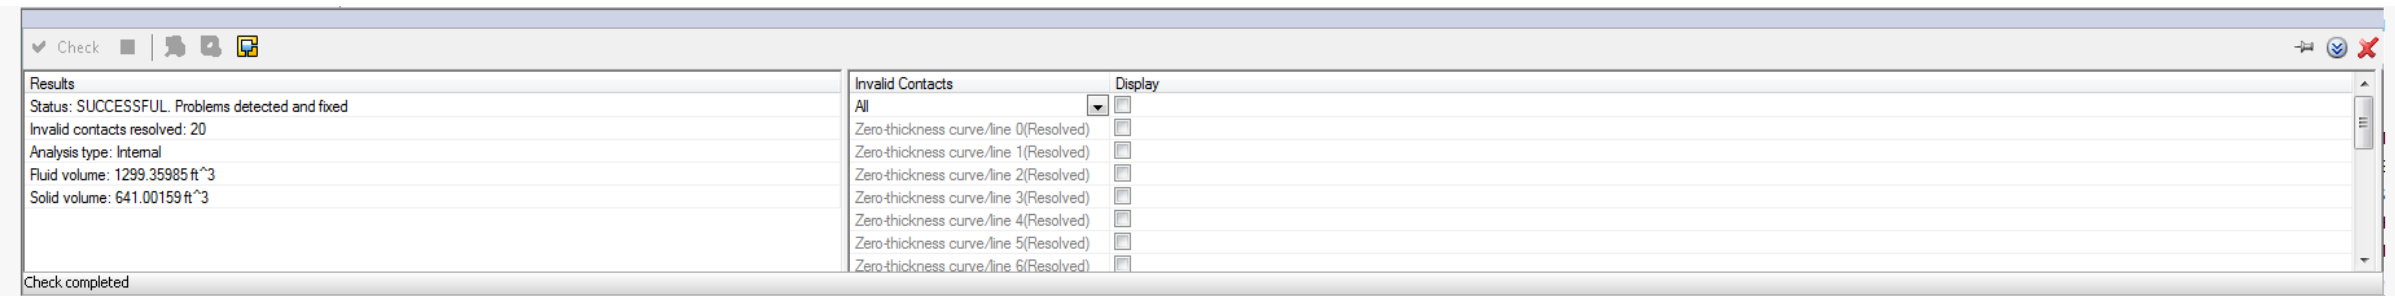 Check
Results
Status: SUCCESSFUL. Problems detected and fixed
Invalid contacts resolved: 20
Analysis type: Internal
Fluid volume: 1299.35985 ft^3
Solid volume: 641.00159 ft^3
Invalid Contacts Display
All
Zero-thickness curve/line 0(Resolved)
Zero-thickness curve/line 1(Resolved)
Zero-thickness curve/line 2(Resolved)
Zero-thickness curve/line 3(Resolved)
Zero-thickness curve/line 4(Resolved)
Zero-thickness curve/line 5(Resolved)
Zero-thickness curve/line 6(Resolved)
Check completed